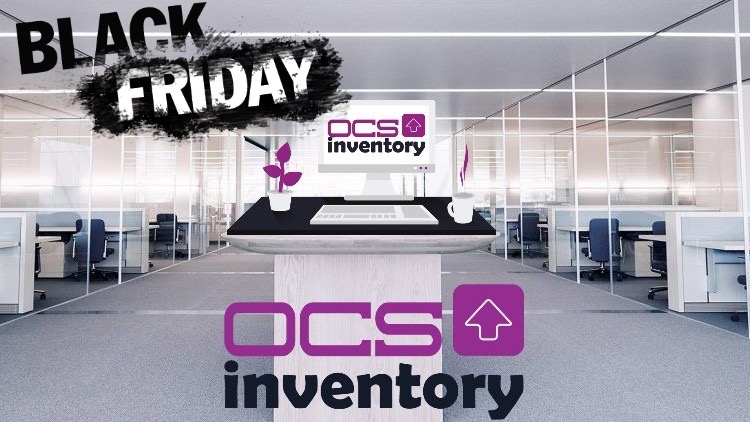 BLACK
FRIDAY
OCS
inventory
OCS
inventory